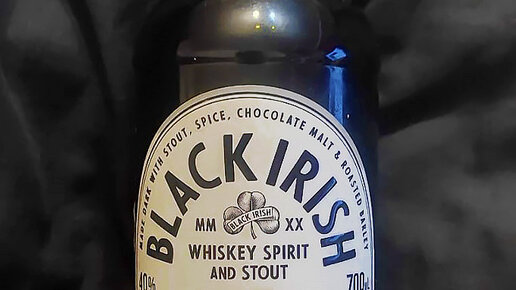 MADE DARK WITH STOUT, SPICE, CHOCOLATE MALT & ROASTED BARLEY
BLACK IRISH
MM BLACK IRISH XX
WHISKEY SPIRIT
AND STOUT
40% 700ML